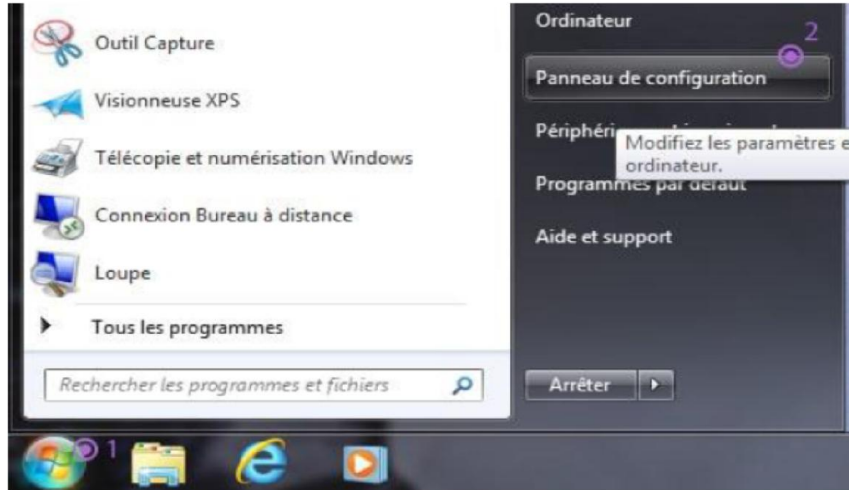 Outil Capture
Visionneuse XPS
Télécopie et numérisation Windows
Connexion Bureau à distance
Loupe
Tous les programmes
Rechercher les programmes et fichiers
Ordinateur
2
Panneau de configuration
Modifiez les paramètres
ordinateur.
Programmes par défaut
Aide et support
Arrêter
1